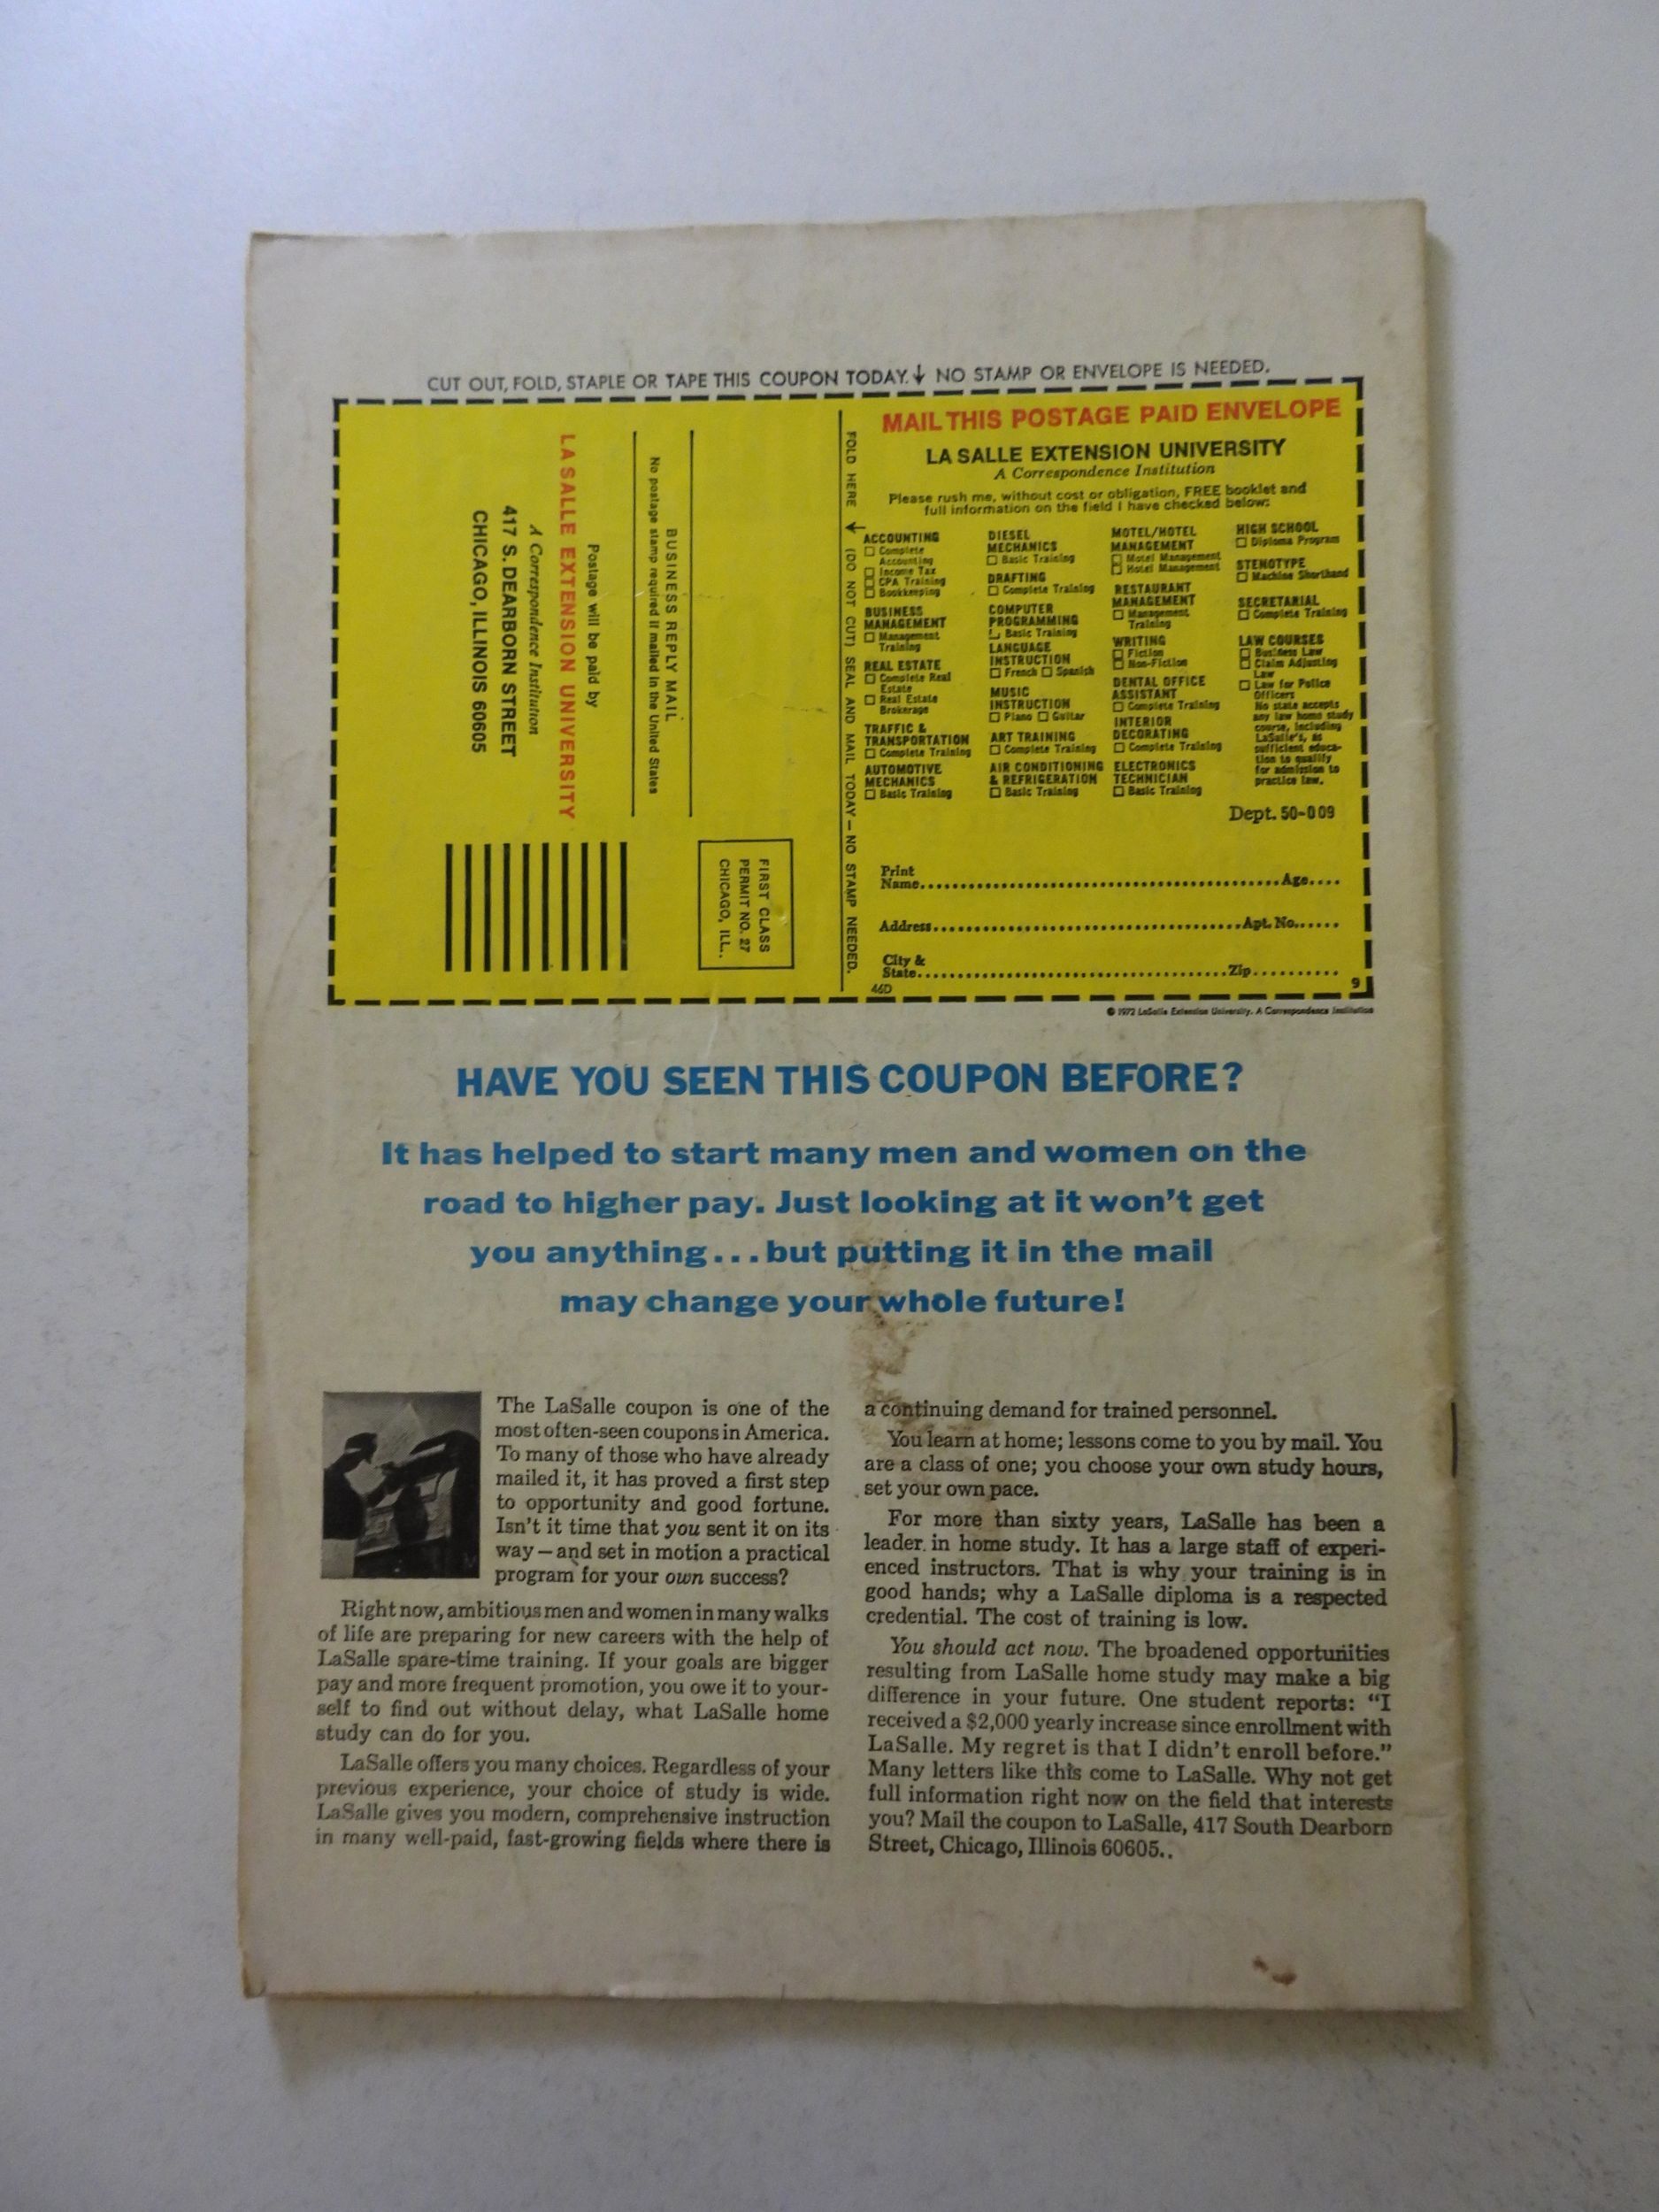 CUT OUT, FOLD, STAPLE OR TAPE THIS COUPON TODAY. ↓ NO STAMP OR ENVELOPE IS NEEDED.
BUSINESS REPLY MAIL
No postage stamp required if mailed in the United States
Postage will be paid by
LA SALLE EXTENSION UNIVERSITY
A Correspondence Institution
417 S. DEARBORN STREET
CHICAGO, ILLINOIS 60605
FIRST CLASS
PERMIT NO. 27
CHICAGO, ILL..
FOLD HERE ↓ (DO NOT CUT) SEAL AND MAIL TODAY — NO STAMP NEEDED.
MAIL THIS POSTAGE PAID ENVELOPE
LA SALLE EXTENSION UNIVERSITY
A Correspondence Institution
Please rush me, without cost or obligation, FREE booklet and
full information on the field I have checked below:
ACCOUNTING
☐ Complete
Accounting
☐ Income Tax
☐ CPA Training
☐ Bookkeeping
BUSINESS
MANAGEMENT
☐ Management
Training
REAL ESTATE
☐ Complete Real
Estate
☐ Real Estate
Brokerage
TRAFFIC &
TRANSPORTATION
☐ Complete Training
AUTOMOTIVE
MECHANICS
☐ Basic Training
DIESEL
MECHANICS
☐ Basic Training
DRAFTING
☐ Complete Training
COMPUTER
PROGRAMMING
☐ Basic Training
LANGUAGE
INSTRUCTION
☐ French ☐ Spanish
MUSIC
INSTRUCTION
☐ Piano ☐ Guitar
ART TRAINING
☐ Complete Training
AIR CONDITIONING
& REFRIGERATION
☐ Basic Training
MOTEL/HOTEL
MANAGEMENT
☐ Motel Management
☐ Hotel Management
RESTAURANT
MANAGEMENT
☐ Management
Training
WRITING
☐ Fiction
☐ Non-Fiction
DENTAL OFFICE
ASSISTANT
☐ Complete Training
INTERIOR
DECORATING
☐ Complete Training
ELECTRONICS
TECHNICIAN
☐ Basic Training
HIGH SCHOOL
☐ Diploma Program
STENOTYPE
☐ Machine Shorthand
SECRETARIAL
☐ Complete Training
LAW COURSES
☐ Business Law
☐ Claim Adjusting
Law
☐ Law for Police
Officers
No state accepts
any law home study
course, including
LaSalle's, as
sufficient educa-
tion to qualify
for admission to
practice law.
Dept. 50-009
Print
Name.....Age....
Address.....Apt. No......
City &
State.....Zip..........
46D
9
© 1972 LaSalle Extension University. A Correspondence Institution
HAVE YOU SEEN THIS COUPON BEFORE?
It has helped to start many men and women on the
road to higher pay. Just looking at it won't get
you anything...but putting it in the mail
may change your whole future!
The LaSalle coupon is one of the
most often-seen coupons in America.
To many of those who have already
mailed it, it has proved a first step
to opportunity and good fortune.
Isn't it time that you sent it on its
way—and set in motion a practical
program for your own success?
Right now, ambitious men and women in many walks
of life are preparing for new careers with the help of
LaSalle spare-time training. If your goals are bigger
pay and more frequent promotion, you owe it to your-
self to find out without delay, what LaSalle home
study can do for you.
LaSalle offers you many choices. Regardless of your
previous experience, your choice of study is wide.
LaSalle gives you modern, comprehensive instruction
in many well-paid, fast-growing fields where there is
a continuing demand for trained personnel.
You learn at home; lessons come to you by mail. You
are a class of one; you choose your own study hours,
set your own pace.
For more than sixty years, LaSalle has been a
leader in home study. It has a large staff of experi-
enced instructors. That is why your training is in
good hands; why a LaSalle diploma is a respected
credential. The cost of training is low.
You should act now. The broadened opportunities
resulting from LaSalle home study may make a big
difference in your future. One student reports: "I
received a $2,000 yearly increase since enrollment with
LaSalle. My regret is that I didn't enroll before."
Many letters like this come to LaSalle. Why not get
full information right now on the field that interests
you? Mail the coupon to LaSalle, 417 South Dearborn
Street, Chicago, Illinois 60605..